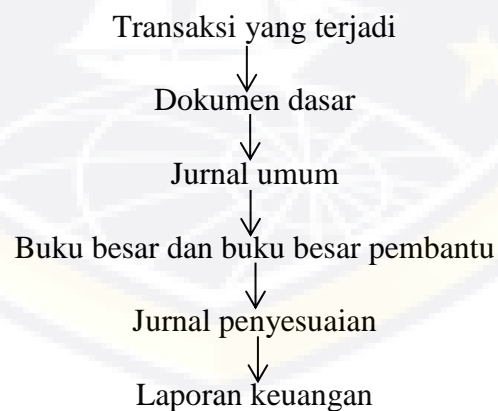 Transaksi yang terjadi
Dokumen dasar
Jurnal umum
Buku besar dan buku besar pembantu
Jurnal penyesuaian
Laporan keuangan